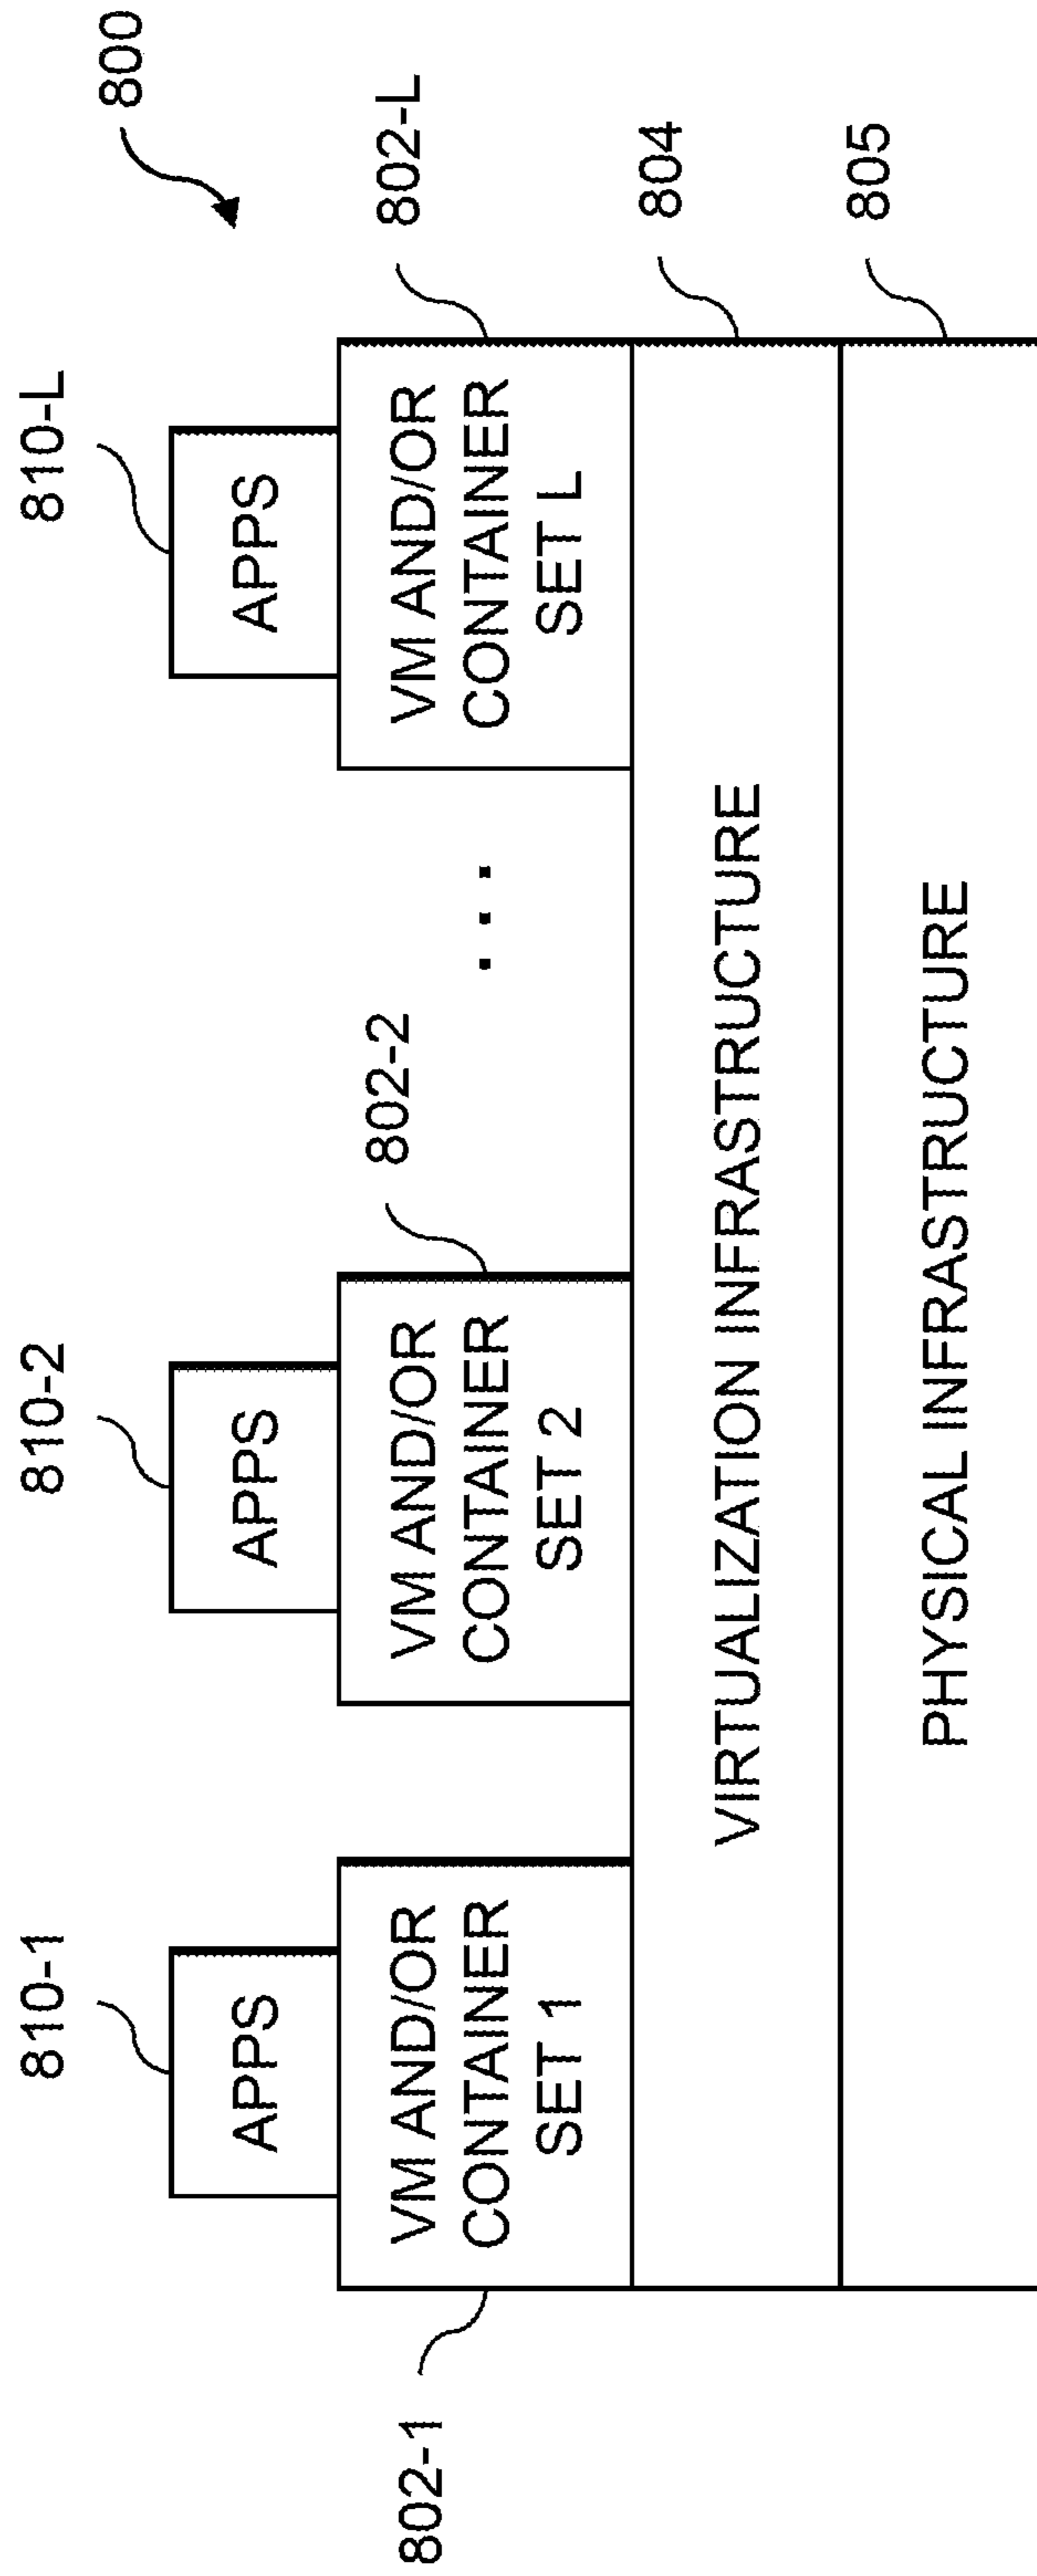 800
810-1
810-2
810-L
APPS
APPS
APPS
802-1
VM AND/OR
CONTAINER
SET 1
VM AND/OR
CONTAINER
SET 2
802-2
...
VM AND/OR
CONTAINER
SET L
802-L
VIRTUALIZATION INFRASTRUCTURE
804
PHYSICAL INFRASTRUCTURE
805